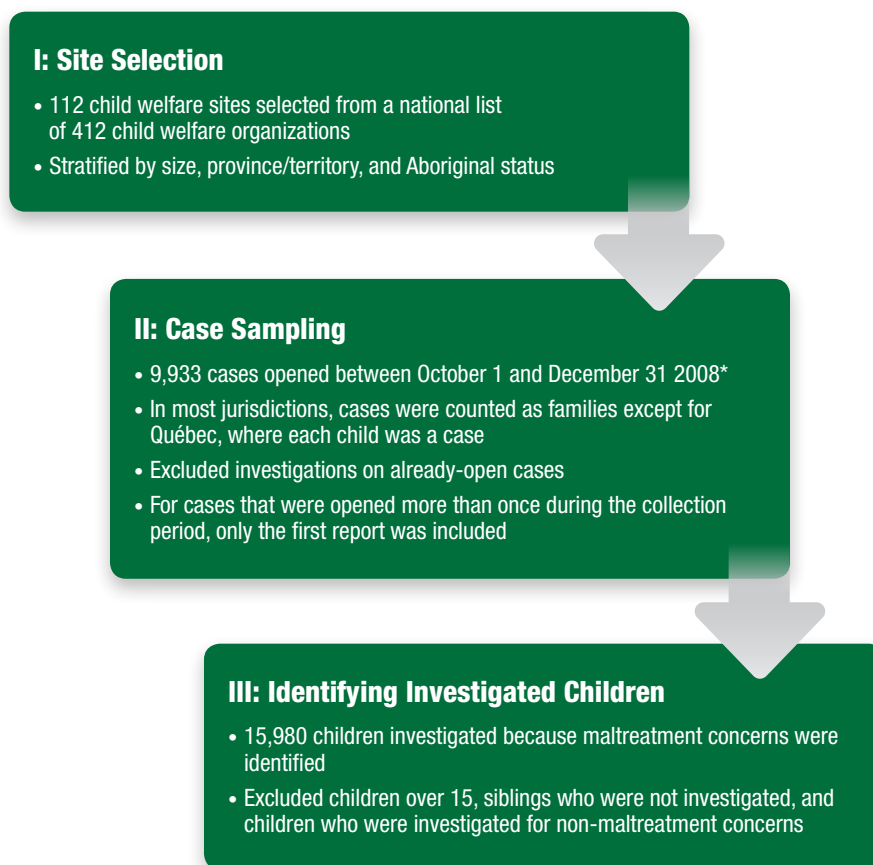 I: Site Selection
• 112 child welfare sites selected from a national list
of 412 child welfare organizations
• Stratified by size, province/territory, and Aboriginal status
II: Case Sampling
• 9,933 cases opened between October 1 and December 31 2008*
• In most jurisdictions, cases were counted as families except for
Québec, where each child was a case
• Excluded investigations on already-open cases
• For cases that were opened more than once during the collection
period, only the first report was included
III: Identifying Investigated Children
• 15,980 children investigated because maltreatment concerns were
identified
• Excluded children over 15, siblings who were not investigated, and
children who were investigated for non-maltreatment concerns